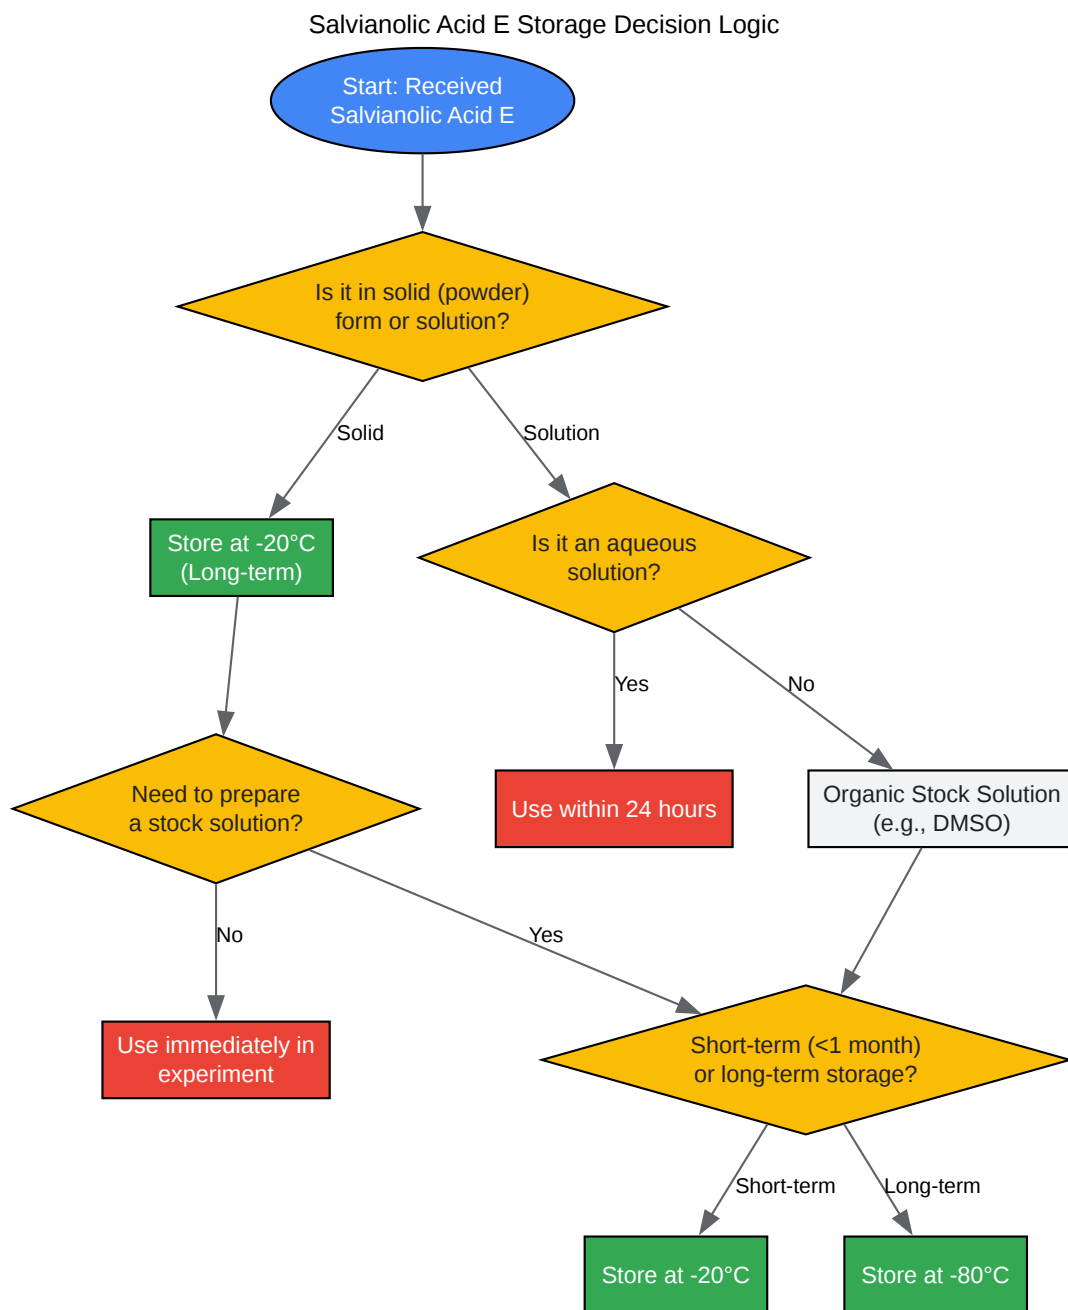 Salvianolic Acid E Storage Decision Logic
Start: Received
Salvianolic Acid E
Is it in solid (powder)
form or solution?
Solid
Solution
Store at -20°C
(Long-term)
Is it an aqueous
solution?
Yes
No
Need to prepare
a stock solution?
Use within 24 hours
Organic Stock Solution
(e.g., DMSO)
No
Yes
Use immediately in
experiment
Short-term (<1 month)
or long-term storage?
Short-term
Long-term
Store at -20°C
Store at -80°C